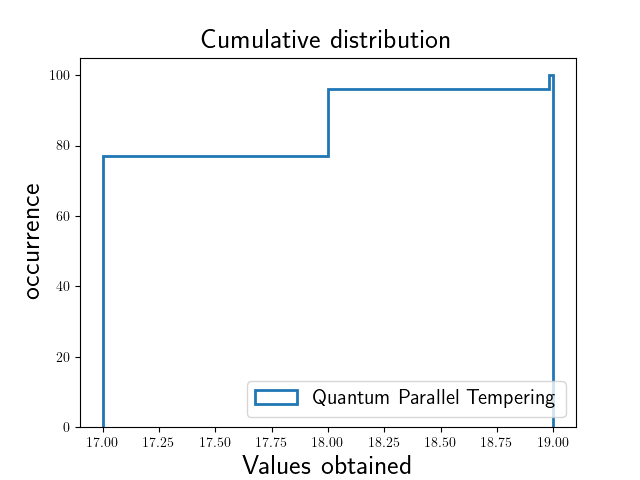 Cumulative distribution
100
80
60
40
20
0
occurrence
Quantum Parallel Tempering
17.00 17.25 17.50 17.75 18.00 18.25 18.50 18.75 19.00
Values obtained